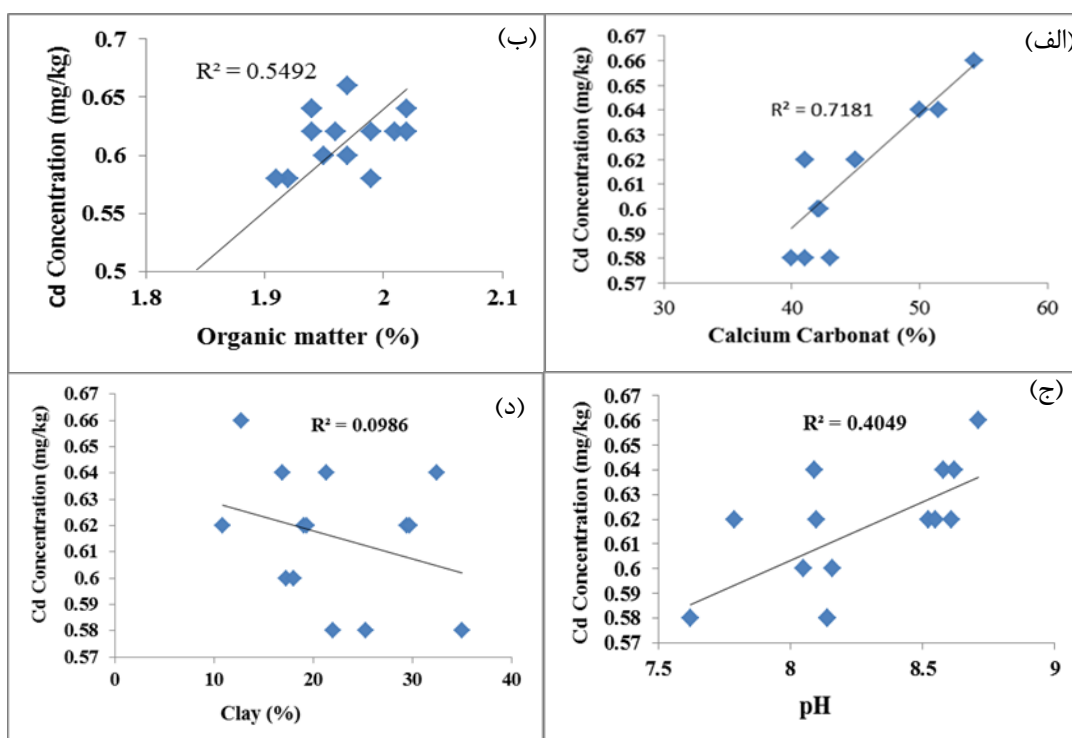 (ب)
R² = 0.5492
Cd Concentration (mg/kg)
0.7
0.65
0.6
0.55
0.5
1.8 1.9 2 2.1
Organic matter (%)
(الف)
R² = 0.7181
Cd Concentration (mg/kg)
0.67
0.66
0.65
0.64
0.63
0.62
0.61
0.6
0.59
0.58
0.57
30 40 50 60
Calcium Carbonat (%)
(د)
R² = 0.0986
Cd Concentration (mg/kg)
0.67
0.66
0.65
0.64
0.63
0.62
0.61
0.6
0.59
0.58
0.57
0 10 20 30 40
Clay (%)
(ج)
R² = 0.4049
Cd Concentration (mg/kg)
0.67
0.66
0.65
0.64
0.63
0.62
0.61
0.6
0.59
0.58
0.57
7.5 8 8.5 9
pH